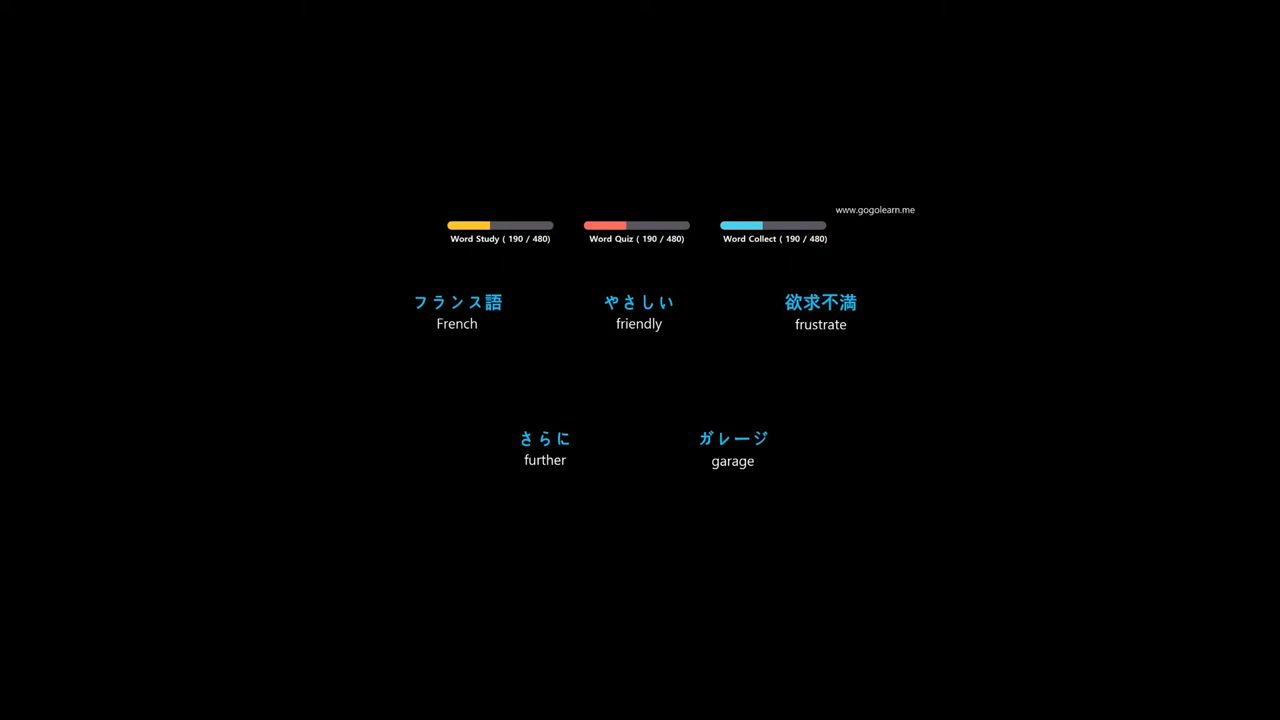 www.gogolearn.me
Word Study ( 190 / 480)
Word Quiz ( 190 / 480)
Word Collect ( 190 / 480)
フランス語
French
やさしい
friendly
欲求不満
frustrate
さらに
further
ガレージ
garage